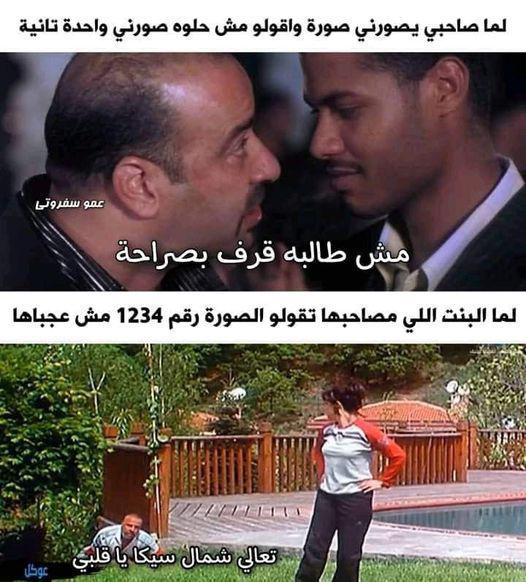 لما صاحبي يصورني صورة واقولو مش حلوه صورني واحدة تانية
عمو سفروتى
مش طالبه قرف بصراحة
لما البنت اللي مصاحبها تقولو الصورة رقم 1234 مش عجباها
تعالي شمال سيكا يا قلبي
عوكل